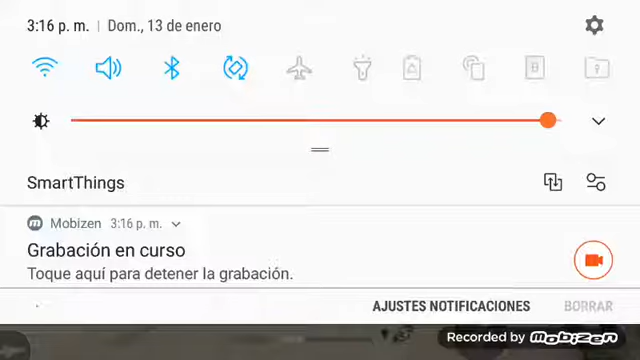 3:16 p. m. | Dom., 13 de enero
SmartThings
Mobizen 3:16 p. m.
Grabación en curso
Toque aquí para detener la grabación.
AJUSTES NOTIFICACIONES BORRAR
Recorded by mobizen